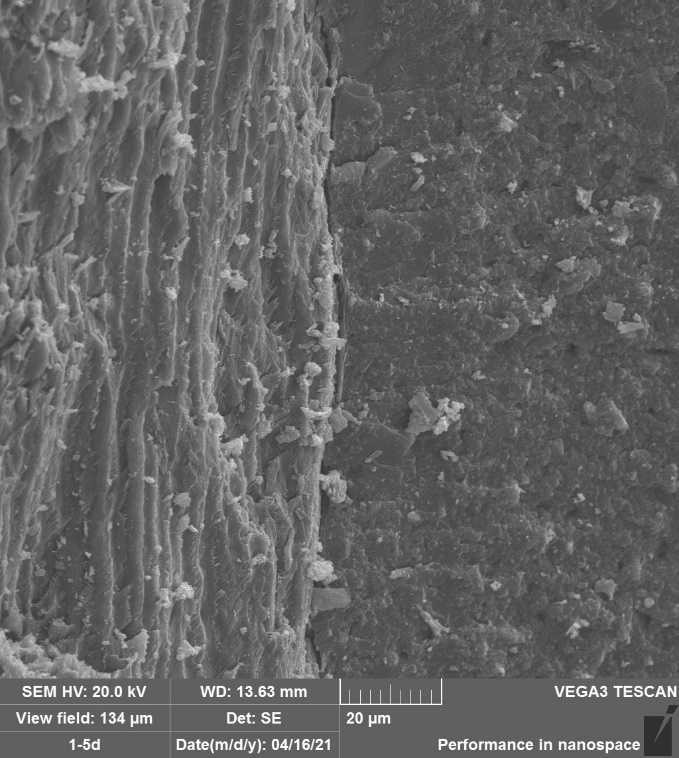 SEM HV: 20.0 kV WD: 13.63 mm VEGA3 TESCAN
View field: 134 µm Det: SE 20 µm
1-5d Date(m/d/y): 04/16/21 Performance in nanospace